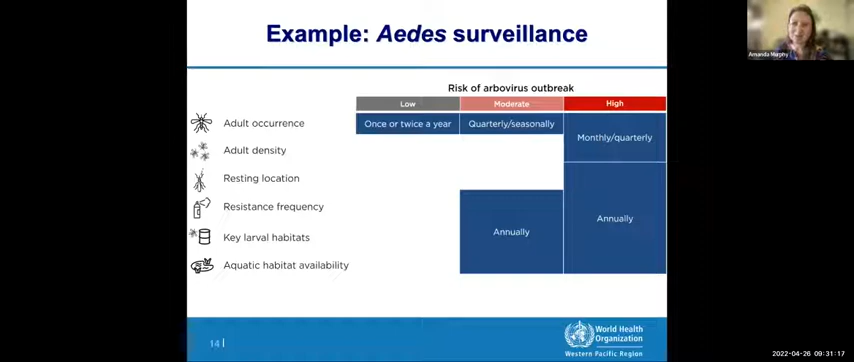 Example: Aedes surveillance
Amanda Murphy
Risk of arbovirus outbreak
Low Moderate High
Adult occurrence Once or twice a year Quarterly/seasonally
Monthly/quarterly
Adult density
Resting location
Resistance frequency
Annually
Annually
Key larval habitats
Aquatic habitat availability
14
World Health
Organization
Western Pacific Region
2022-04-26 09:31:17